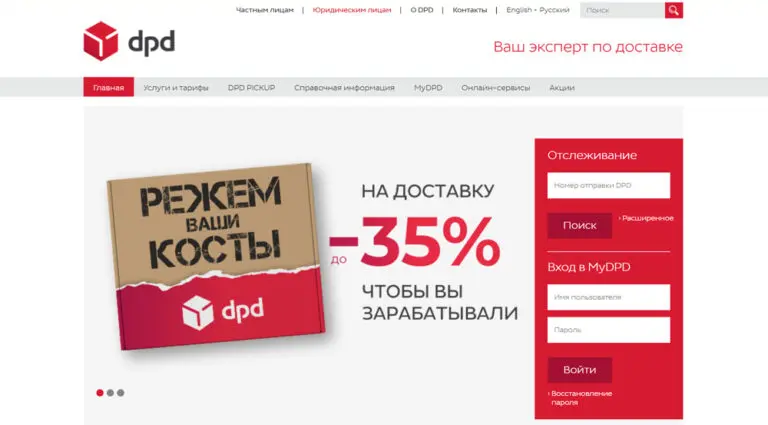 Частным лицам | Юридическим лицам | О DPD | Контакты | English - Русский Поиск
dpd
Ваш эксперт по доставке
Главная Услуги и тарифы DPD PICKUP Справочная информация MyDPD Онлайн-сервисы Акции
РЕЖЕМ
ВАШИ
КОСТЫ
dpd
НА ДОСТАВКУ
до -35%
ЧТОБЫ ВЫ
ЗАРАБАТЫВАЛИ
Отслеживание
Номер отправки DPD
Поиск › Расширенное
Вход в MyDPD
Имя пользователя
Пароль
Войти
› Восстановление
пароля